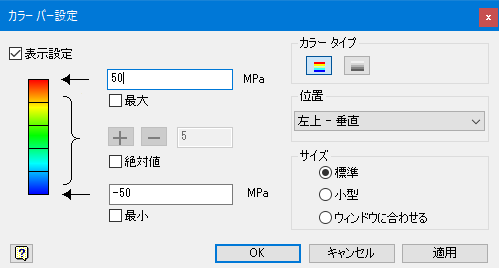 カラー バー設定
x
表示設定
50
MPa
最大
+
-
5
絶対値
-50
MPa
最小
カラー タイプ
位置
左上 - 垂直
サイズ
標準
小型
ウィンドウに合わせる
?
OK
キャンセル
適用